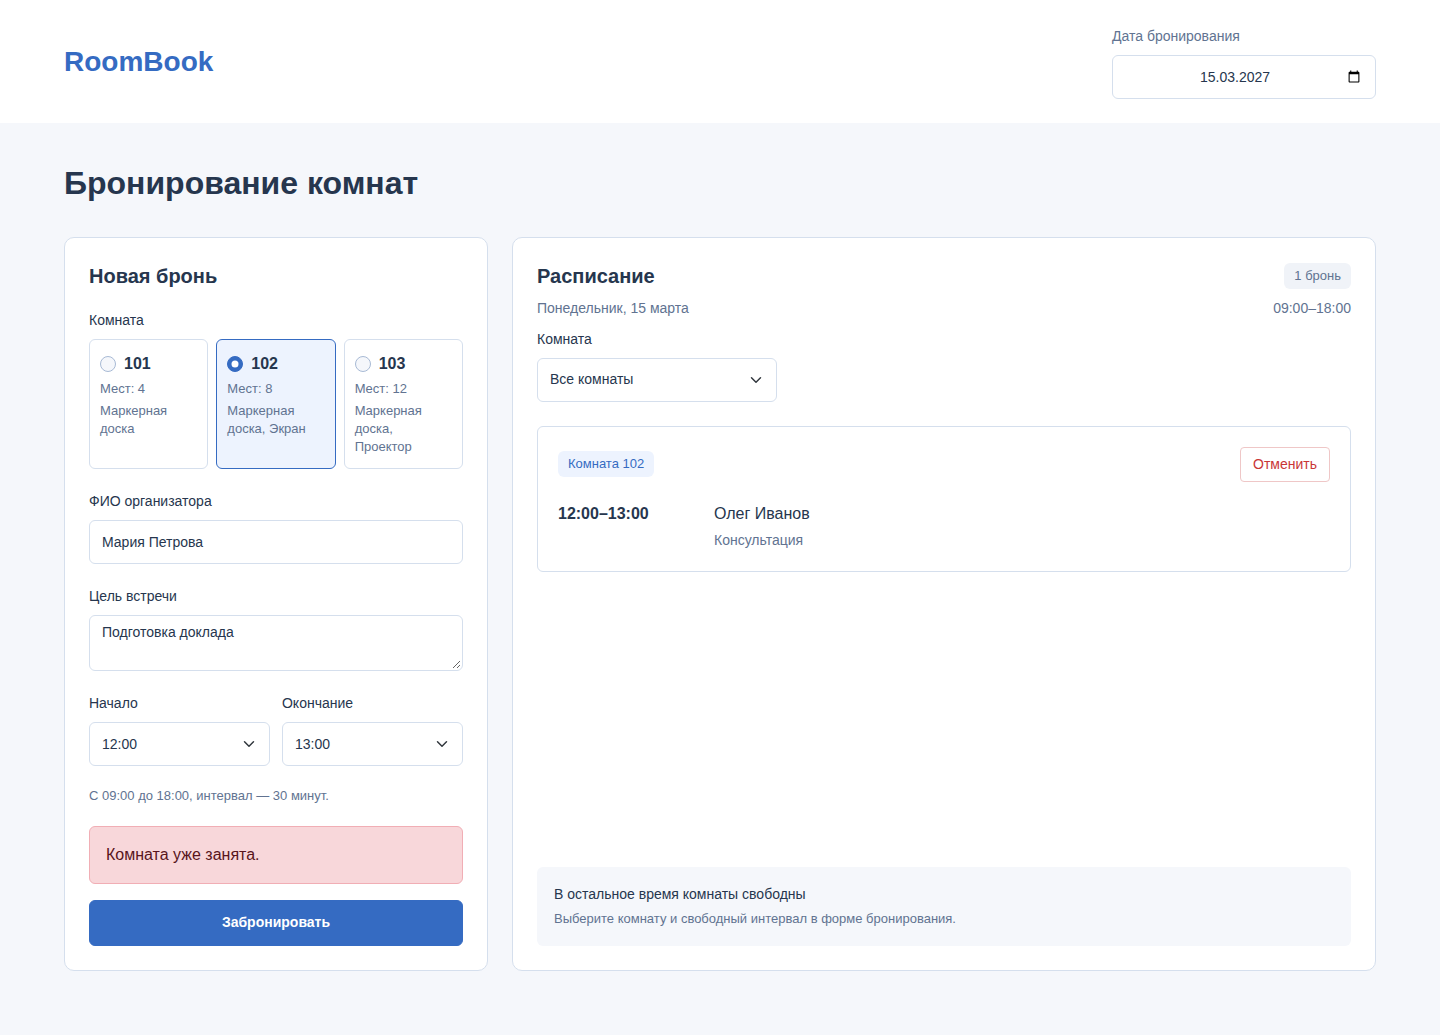 RoomBook
Дата бронирования
15.03.2027
Бронирование комнат
Новая бронь
Комната
101
Мест: 4
Маркерная
доска
102
Мест: 8
Маркерная
доска, Экран
103
Мест: 12
Маркерная
доска,
Проектор
ФИО организатора
Мария Петрова
Цель встречи
Подготовка доклада
Начало
Окончание
12:00
13:00
С 09:00 до 18:00, интервал — 30 минут.
Комната уже занята.
Забронировать
Расписание
1 бронь
Понедельник, 15 марта
09:00–18:00
Комната
Все комнаты
Комната 102
Отменить
12:00–13:00
Олег Иванов
Консультация
В остальное время комнаты свободны
Выберите комнату и свободный интервал в форме бронирования.